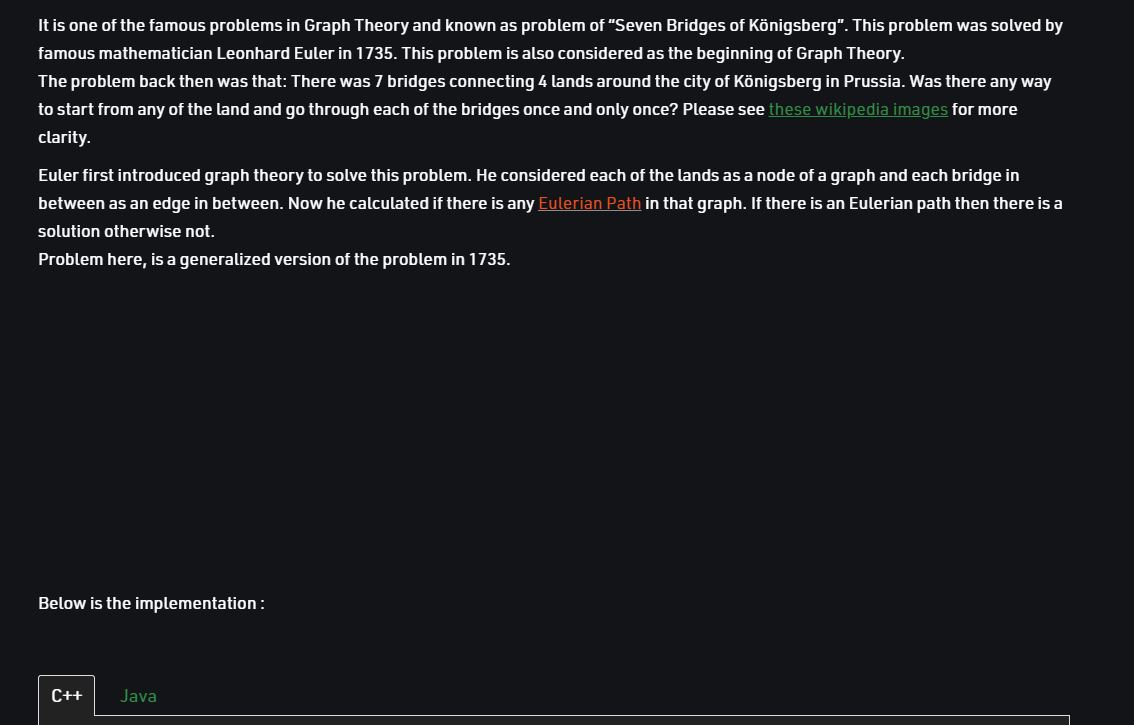 It is one of the famous problems in Graph Theory and known as problem of “Seven Bridges of Königsberg”. This problem was solved by
famous mathematician Leonhard Euler in 1735. This problem is also considered as the beginning of Graph Theory.
The problem back then was that: There was 7 bridges connecting 4 lands around the city of Königsberg in Prussia. Was there any way
to start from any of the land and go through each of the bridges once and only once? Please see these wikipedia images for more
clarity.
Euler first introduced graph theory to solve this problem. He considered each of the lands as a node of a graph and each bridge in
between as an edge in between. Now he calculated if there is any Eulerian Path in that graph. If there is an Eulerian path then there is a
solution otherwise not.
Problem here, is a generalized version of the problem in 1735.
Below is the implementation :
C++ Java